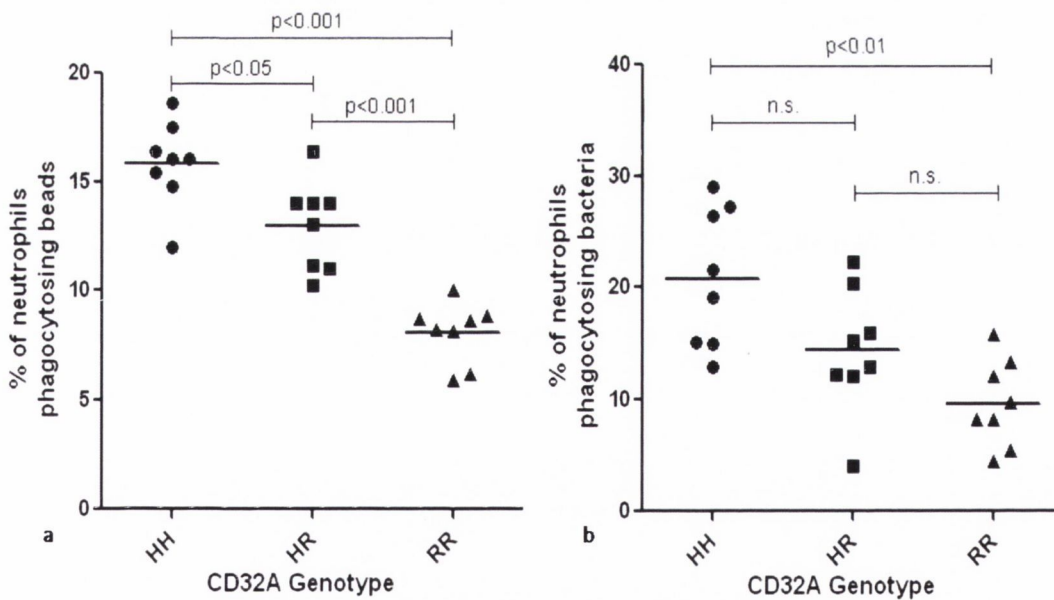 p<0.001
p<0.05
p<0.001
20
15
10
5
0
% of neutrophils
phagocytosing beads
HH
HR
RR
a
CD32A Genotype
p<0.01
n.s.
n.s.
40
30
20
10
0
% of neutrophils
phagocytosing bacteria
HH
HR
RR
b
CD32A Genotype